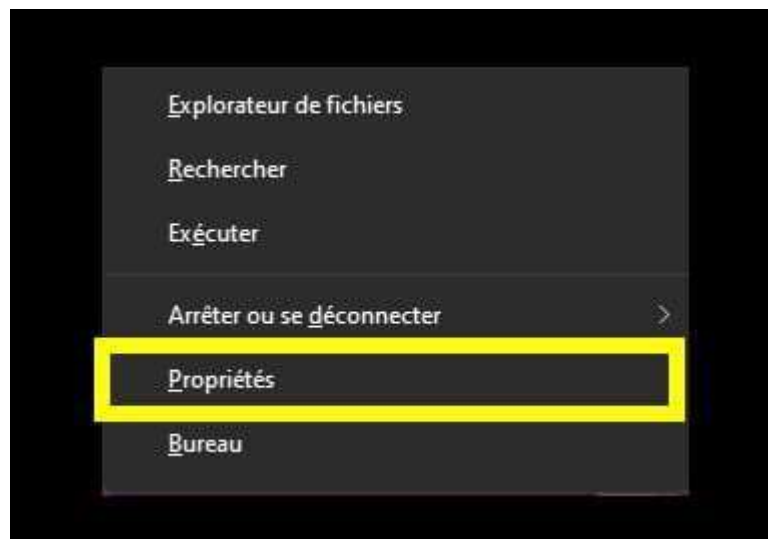 Explorateur de fichiers
Rechercher
Exécuter
Arrêter ou se déconnecter
Propriétés
Bureau